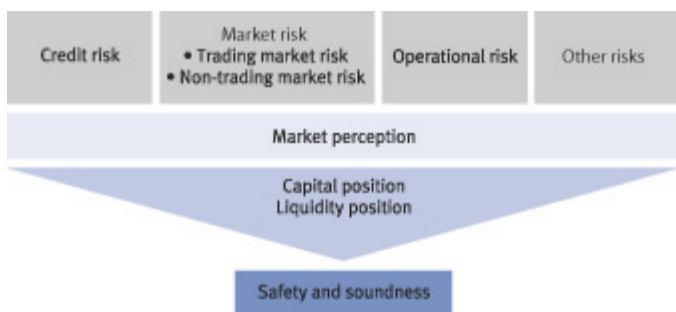 Credit risk
Market risk
• Trading market risk
• Non-trading market risk
Operational risk
Other risks
Market perception
Capital position
Liquidity position
Safety and soundness